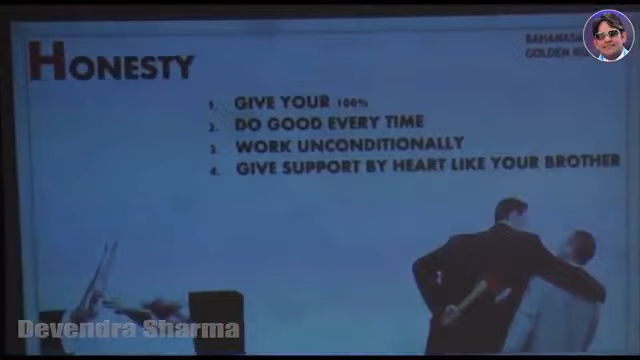 HONESTY
1. GIVE YOUR 100%
2. DO GOOD EVERY TIME
3. WORK UNCONDITIONALLY
4. GIVE SUPPORT BY HEART LIKE YOUR BROTHER
GOLDEN
Devendra Sharma